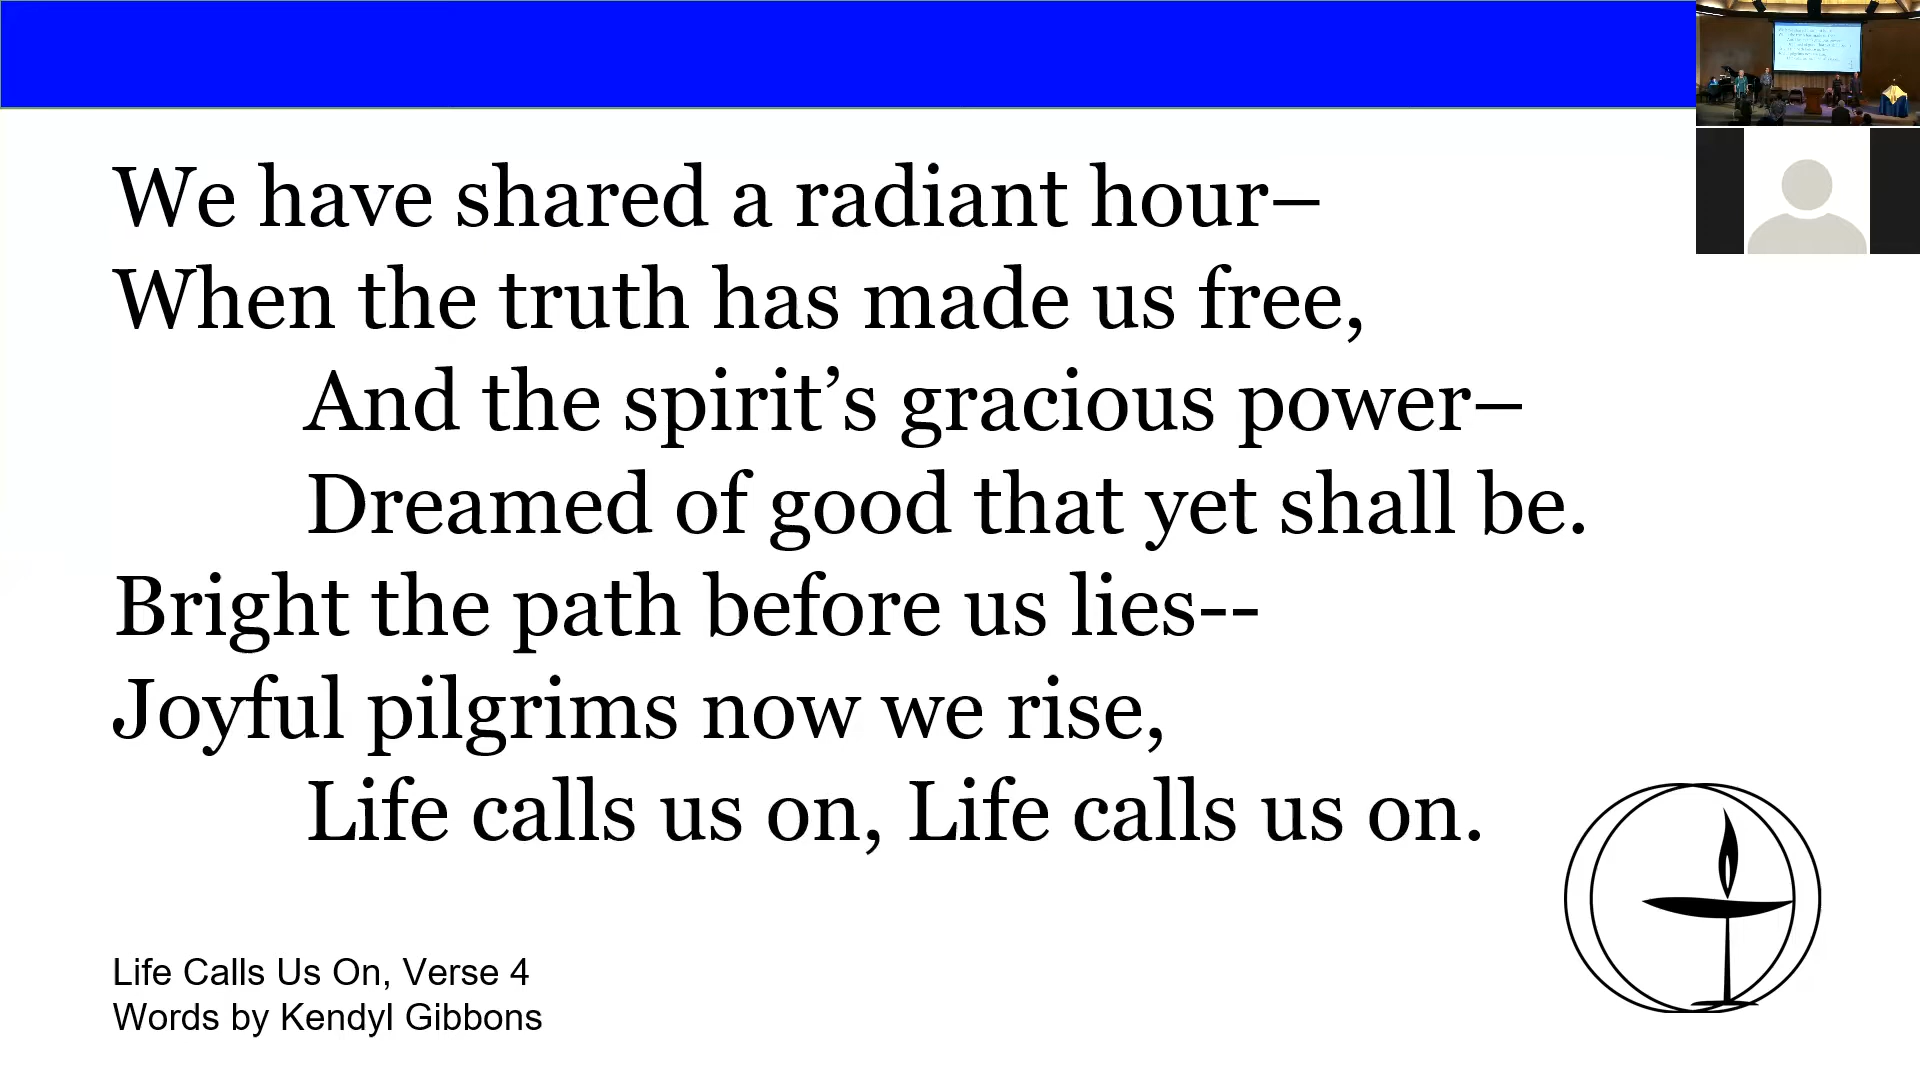 We have shared a radiant hour–
When the truth has made us free,
And the spirit’s gracious power–
Dreamed of good that yet shall be.
Bright the path before us lies--
Joyful pilgrims now we rise,
Life calls us on, Life calls us on.
Life Calls Us On, Verse 4
Words by Kendyl Gibbons